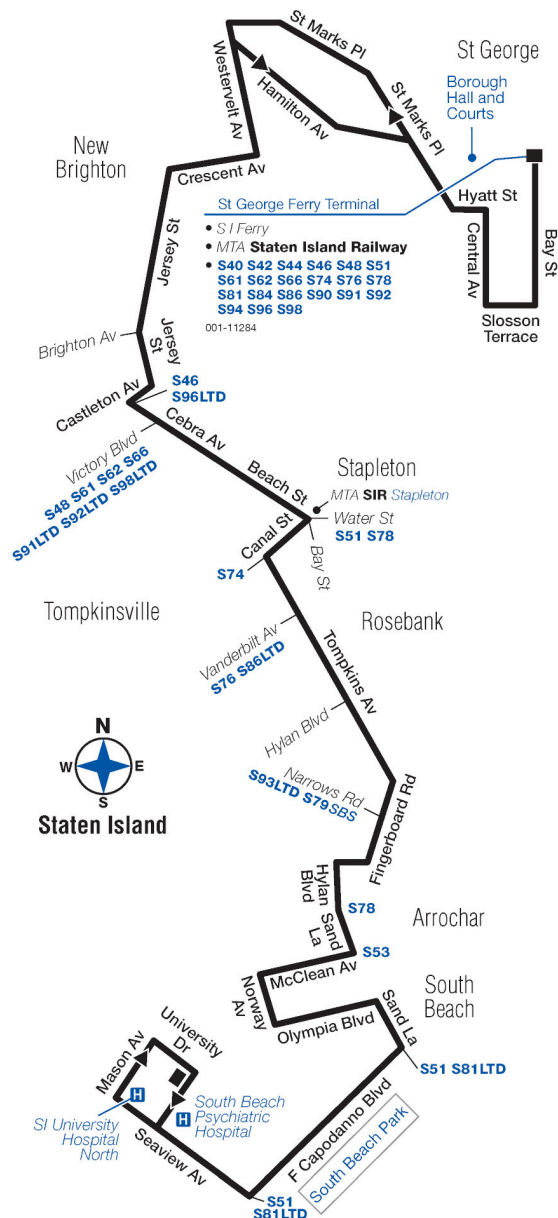 St Marks Pl
St George
Westervelt Av
Hamilton Av
St Marks Pl
Borough
Hall and
Courts
New
Brighton
Crescent Av
St George Ferry Terminal
Hyatt St
• S I Ferry
• MTA Staten Island Railway
• S40 S42 S44 S46 S48 S51
S61 S62 S66 S74 S76 S78
S81 S84 S86 S90 S91 S92
S94 S96 S98
001-11284
Central Av
Bay St
Slosson
Terrace
Jersey St
Brighton Av
Jersey
St
Castleton Av
S46
S96LTD
Cebra Av
Victory Blvd
S48 S61 S62 S66
S91LTD S92LTD S98LTD
Beach St
Stapleton
MTA SIR Stapleton
Water St
S51 S78
Canal St
Bay St
S74
Tompkinsville
Rosebank
Vanderbilt Av
S76 S86LTD
Tompkins Av
Hylan Blvd
N
W
E
S
Staten Island
Narrows Rd
S93LTD S79SBS
Fingerboard Rd
Hylan
Blvd
S78
Sand
La
Arrochar
S53
McClean Av
South
Beach
Norway
Av
Olympia Blvd
Sand La
S51 S81LTD
University
Dr
Mason Av
H
SI University
Hospital
North
H
South Beach
Psychiatric
Hospital
Seaview Av
F Capodanno Blvd
South Beach Park
S51
S81LTD